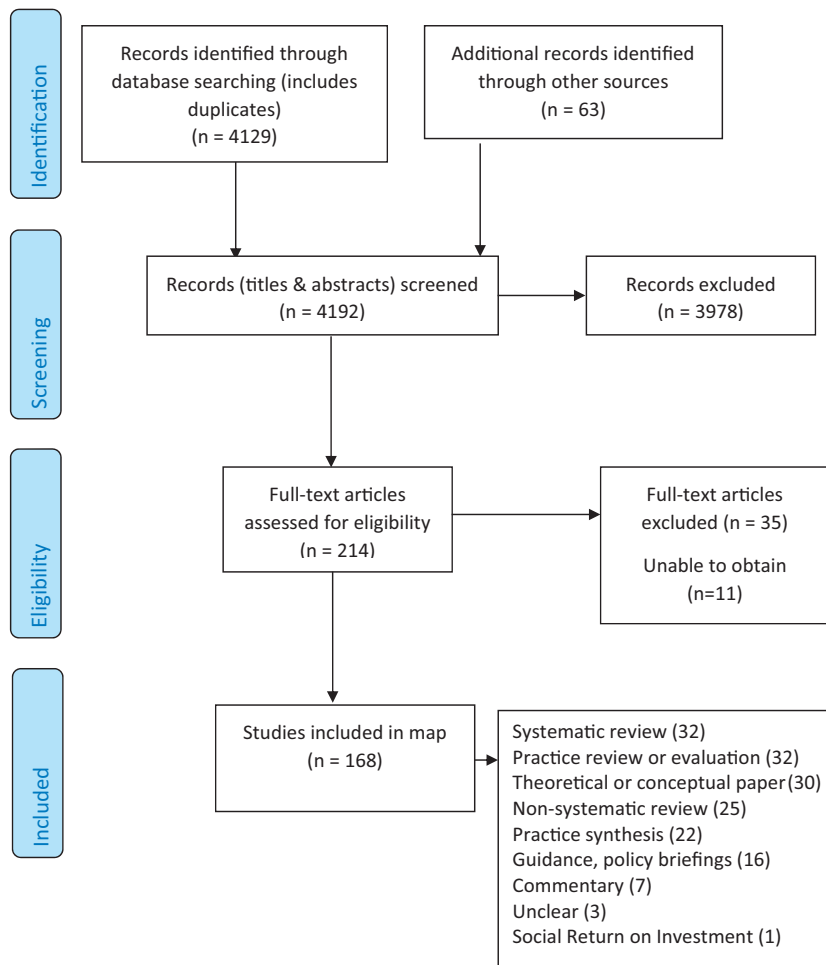 Identification
Records identified through
database searching (includes
duplicates)
(n = 4129)
Additional records identified
through other sources
(n = 63)
Screening
Records (titles & abstracts) screened
(n = 4192)
Records excluded
(n = 3978)
Eligibility
Full-text articles
assessed for eligibility
(n = 214)
Full-text articles
excluded (n = 35)
Unable to obtain
(n=11)
Included
Studies included in map
(n = 168)
Systematic review (32)
Practice review or evaluation (32)
Theoretical or conceptual paper (30)
Non-systematic review (25)
Practice synthesis (22)
Guidance, policy briefings (16)
Commentary (7)
Unclear (3)
Social Return on Investment (1)